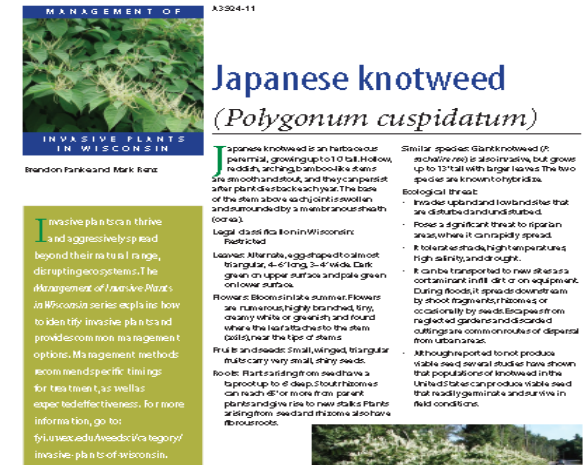 MANAGEMENT OF
INVASIVE PLANTS
IN WISCONSIN
Brendon Panke and Mark Renz
Invasive plants can thrive
and aggressively spread
beyond their natural range,
disrupting ecosystems. The
Management of Invasive Plants
in Wisconsin series explains how
to identify invasive plants and
provides common management
options. Management methods
recommend specific timings
for treatment, as well as
expected effectiveness. For more
information, go to:
fyi.uwex.edu/weedsci/category/
invasive-plants-of-wisconsin.
A3924-11
Japanese knotweed
(Polygonum cuspidatum)
Japanese knotweed is an herbaceous
perennial, growing up to 10' tall. Hollow,
reddish, arching, bamboo-like stems
are smooth and stout, and they can persist
after plant dies back each year. The base
of the stem above each joint is swollen
and surrounded by a membranous sheath
(ocrea).
Legal classification in Wisconsin:
Restricted
Leaves: Alternate, egg-shaped to almost
triangular, 4–6" long, 3–4" wide. Dark
green on upper surface and pale green
on lower surface.
Flowers: Blooms in late summer. Flowers
are numerous, highly branched, tiny,
creamy white or greenish, and found
where the leaf attaches to the stem
(axils), near the tips of stems.
Fruits and seeds: Small, winged, triangular
fruits carry very small, shiny seeds.
Roots: Plants arising from seed have a
taproot up to 6' deep. Stout rhizomes
can reach 65' or more from parent
plants and give rise to new stalks. Plants
arising from seed and rhizome also have
fibrous roots.
Similar species: Giant knotweed (P.
sachalinense) is also invasive, but grows
up to 13' tall with larger leaves. The two
species are known to hybridize.
Ecological threat:
• Invades upland and lowland sites that
are disturbed and undisturbed.
• Poses a significant threat to riparian
areas, where it can rapidly spread.
• It tolerates shade, high temperatures,
high salinity, and drought.
• It can be transported to new sites as a
contaminant in fill dirt or on equipment.
During floods, it spreads downstream
by shoot fragments, rhizomes, or
occasionally by seeds. Escapes from
neglected gardens and discarded
cuttings are common routes of dispersal
from urban areas.
• Although reported to not produce
viable seed, several studies have shown
that populations of knotweed in the
United States can produce viable seed
that readily germinate and survive in
field conditions.